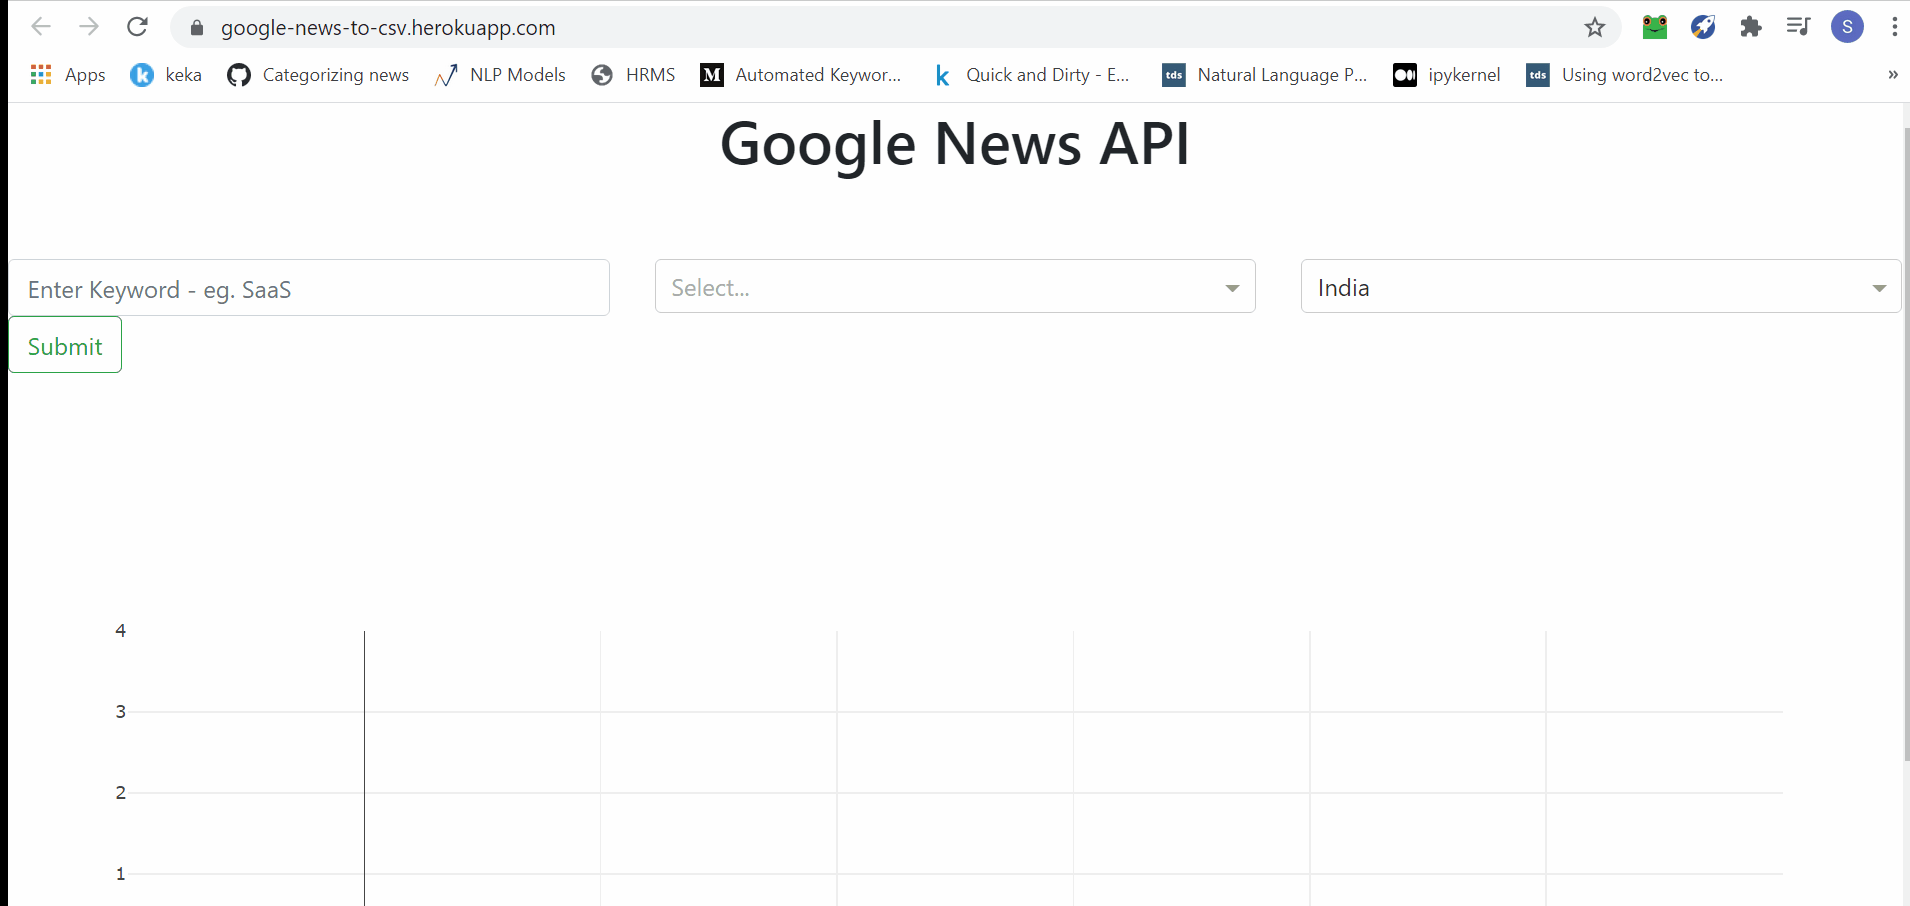 google-news-to-csv.herokuapp.com
S
Apps keka Categorizing news NLP Models HRMS M Automated Keywor... k Quick and Dirty - E... tds Natural Language P... ipykernel tds Using word2vec to... »
Google News API
Enter Keyword - eg. SaaS Select... India
Submit
4
3
2
1